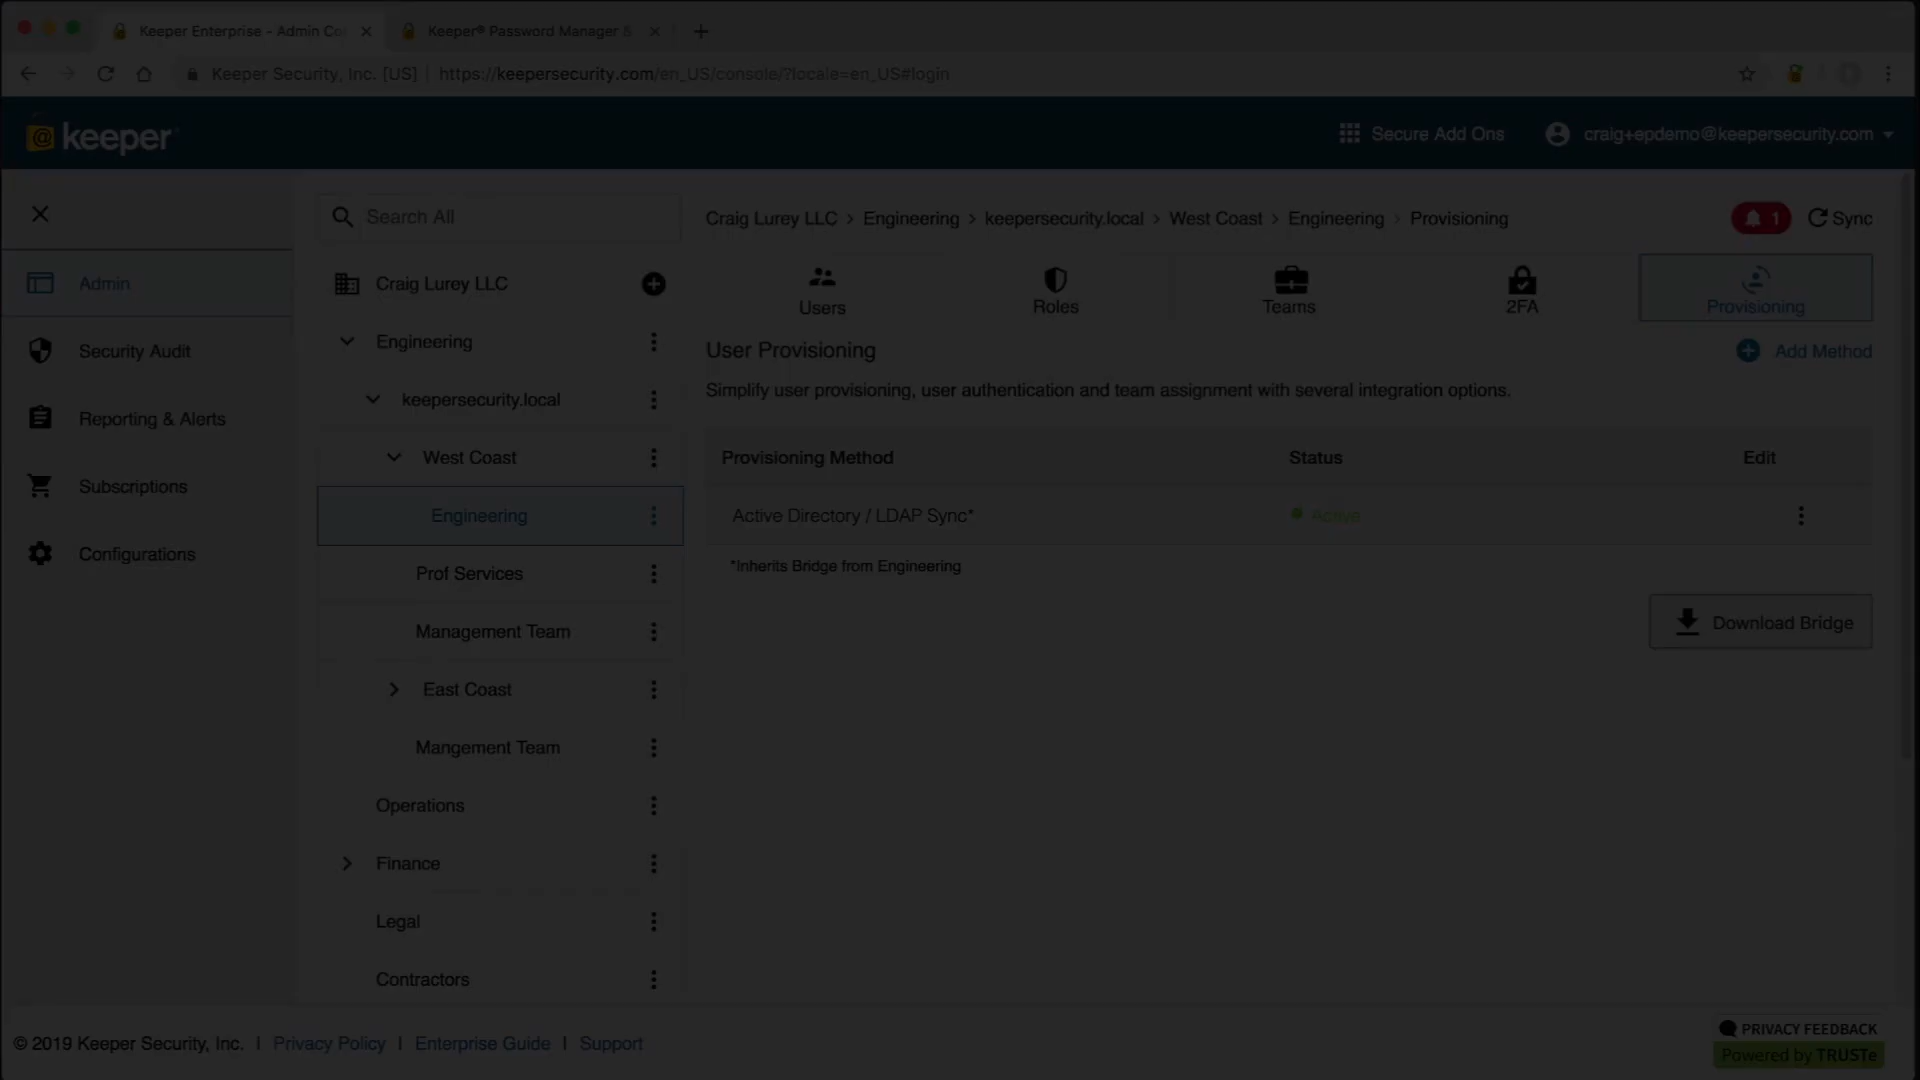 Keeper Enterprise - Admin Co
Keeper® Password Manager &
Keeper Security, Inc. [US] | https://keepersecurity.com/en_US/console/?locale=en_US#login
keeper
Secure Add Ons
craig+epdemo@keepersecurity.com
Admin
Security Audit
Reporting & Alerts
Subscriptions
Configurations
Search All
Craig Lurey LLC
Engineering
keepersecurity.local
West Coast
Engineering
Prof Services
Management Team
East Coast
Mangement Team
Operations
Finance
Legal
Contractors
Craig Lurey LLC > Engineering > keepersecurity.local > West Coast > Engineering > Provisioning
1
Sync
Users
Roles
Teams
2FA
Provisioning
User Provisioning
Add Method
Simplify user provisioning, user authentication and team assignment with several integration options.
Provisioning Method
Status
Edit
Active Directory / LDAP Sync*
Active
*Inherits Bridge from Engineering
Download Bridge
© 2019 Keeper Security, Inc. | Privacy Policy | Enterprise Guide | Support
PRIVACY FEEDBACK
Powered by TRUSTe